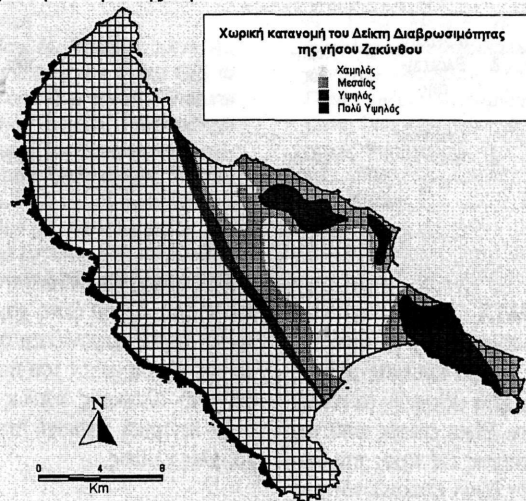 Χωρική κατανομή του Δείκτη Διαβρωσιμότητας
της νήσου Ζακύνθου
Χαμηλός
Μεσαίος
Υψηλός
Πολύ Υψηλός
N
0 4 8
Km